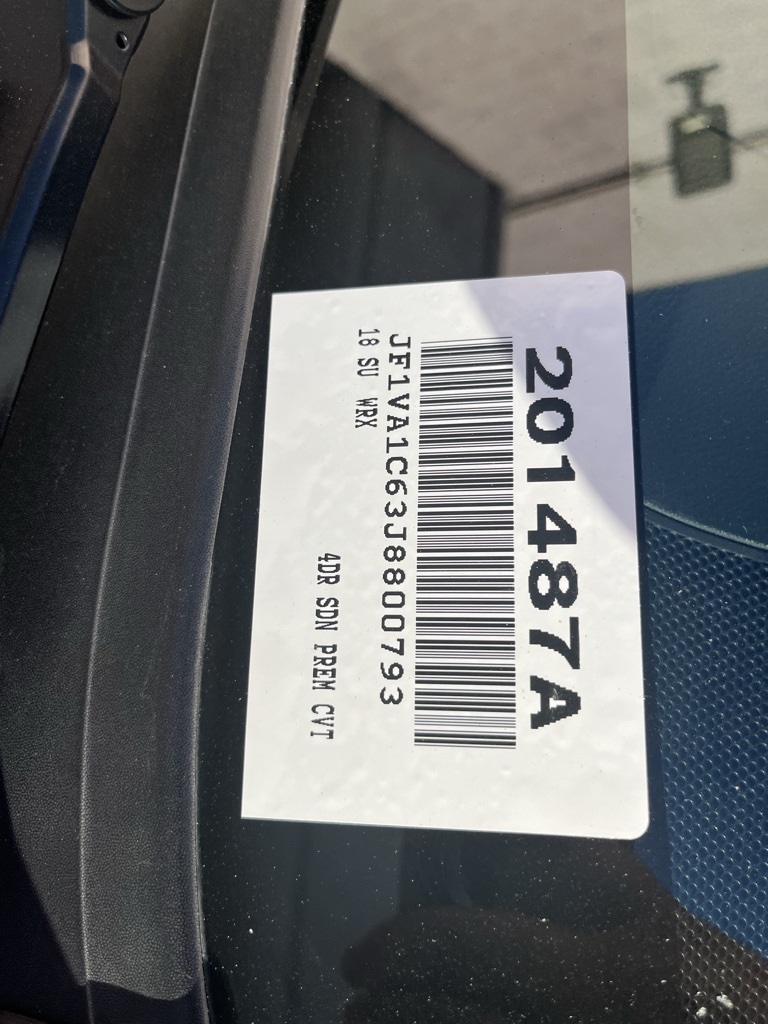 201487A
JF1VA1C63J8800793
18 SU WRX
4DR SDN PREM CVT